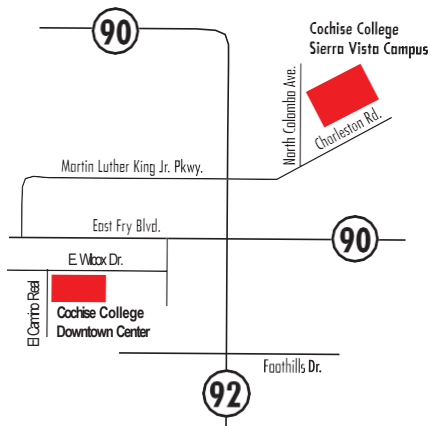 90
Cochise College
Sierra Vista Campus
North Colombo Ave.
Charleston Rd.
Martin Luther King Jr. Pkwy.
East Fry Blvd.
90
E. Wilcox Dr.
El Camino Real
Cochise College
Downtown Center
Foothills Dr.
92